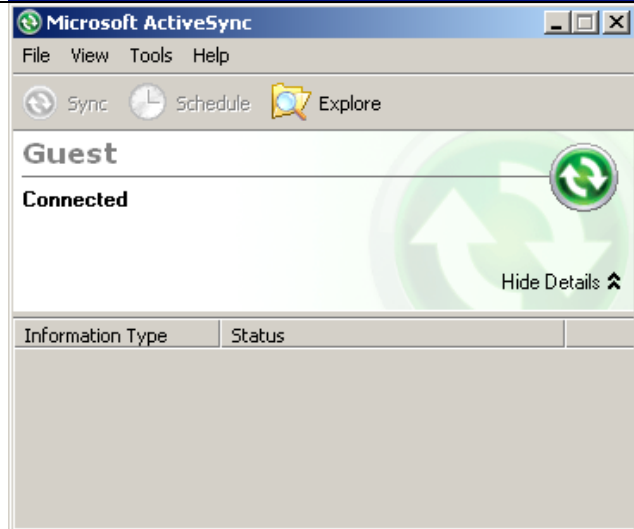 Microsoft ActiveSync
File View Tools Help
Sync Schedule Explore
Guest
Connected
Hide Details
Information Type Status